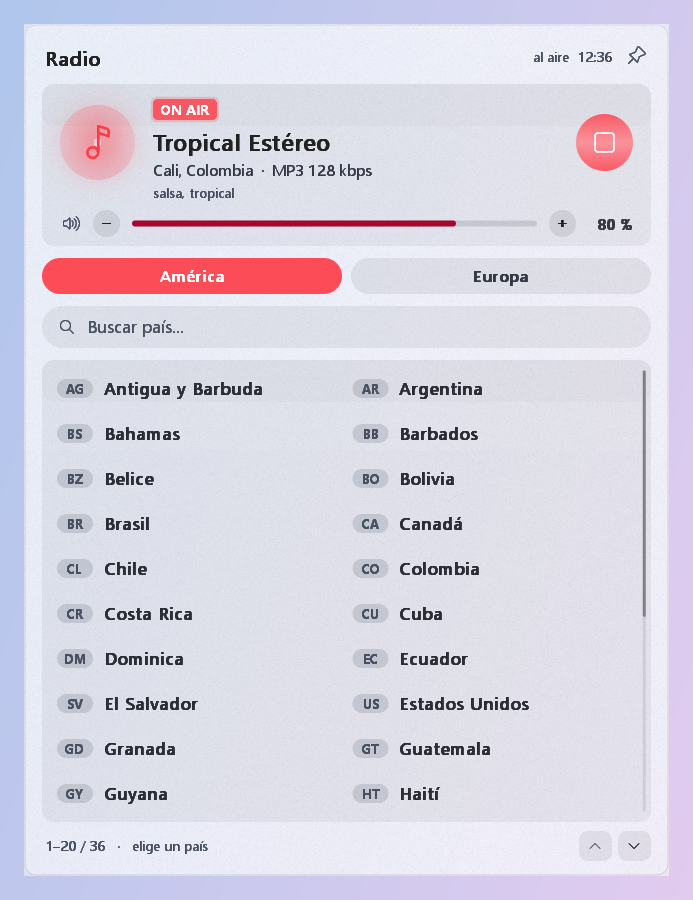 Radio
al aire 12:36
ON AIR
Tropical Estéreo
Cali, Colombia · MP3 128 kbps
salsa, tropical
− + 80 %
América Europa
Buscar país...
AG Antigua y Barbuda AR Argentina
BS Bahamas BB Barbados
BZ Belice BO Bolivia
BR Brasil CA Canadá
CL Chile CO Colombia
CR Costa Rica CU Cuba
DM Dominica EC Ecuador
SV El Salvador US Estados Unidos
GD Granada GT Guatemala
GY Guyana HT Haití
1–20 / 36 · elige un país